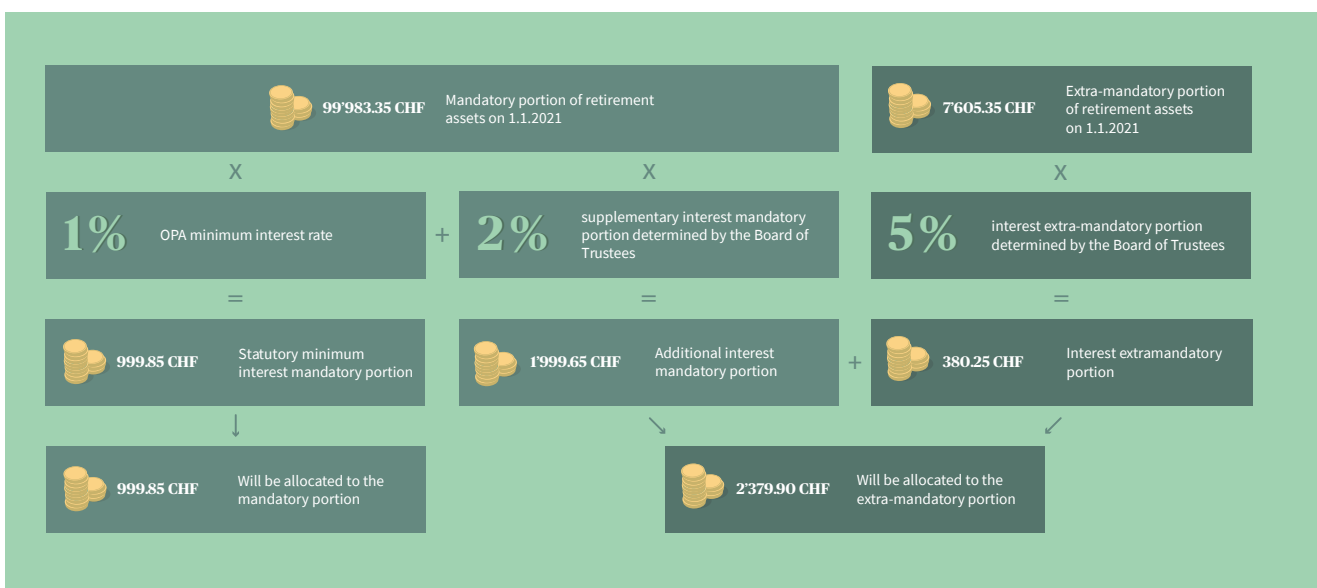 99'983.35 CHF
Mandatory portion of retirement
assets on 1.1.2021
7'605.35 CHF
Extra-mandatory portion
of retirement assets
on 1.1.2021
X
X
X
1%
OPA minimum interest rate
+
2%
supplementary interest mandatory
portion determined by the Board of
Trustees
5%
interest extra-mandatory portion
determined by the Board of Trustees
=
=
=
999.85 CHF
Statutory minimum
interest mandatory portion
1'999.65 CHF
Additional interest
mandatory portion
+
380.25 CHF
Interest extramandatory
portion
999.85 CHF
Will be allocated to the
mandatory portion
2'379.90 CHF
Will be allocated to the
extra-mandatory portion